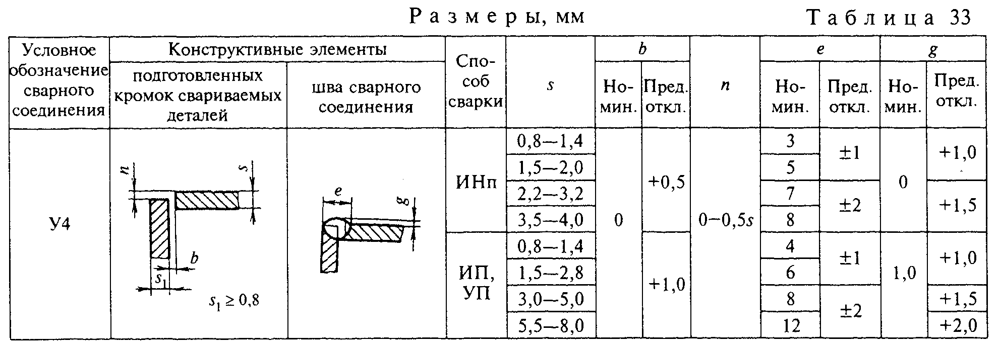 Размеры, мм
Таблица 33
Условное
обозначение
сварного
соединения
Конструктивные элементы
подготовленных
кромок свариваемых
деталей
шва сварного
соединения
Спо-
соб
сварки
s
b
Но-
мин.
Пред.
откл.
n
e
Но-
мин.
Пред.
откл.
g
Но-
мин.
Пред.
откл.
У4
n
s
b
s₁
s₁ ≥ 0,8
e
g
ИНп
0,8—1,4
1,5—2,0
2,2—3,2
3,5—4,0
ИП,
УП
0,8—1,4
1,5—2,8
3,0—5,0
5,5—8,0
0
+0,5
+1,0
0—0,5s
3
5
7
8
4
6
8
12
±1
±2
±1
±2
0
1,0
+1,0
+1,5
+1,0
+1,5
+2,0